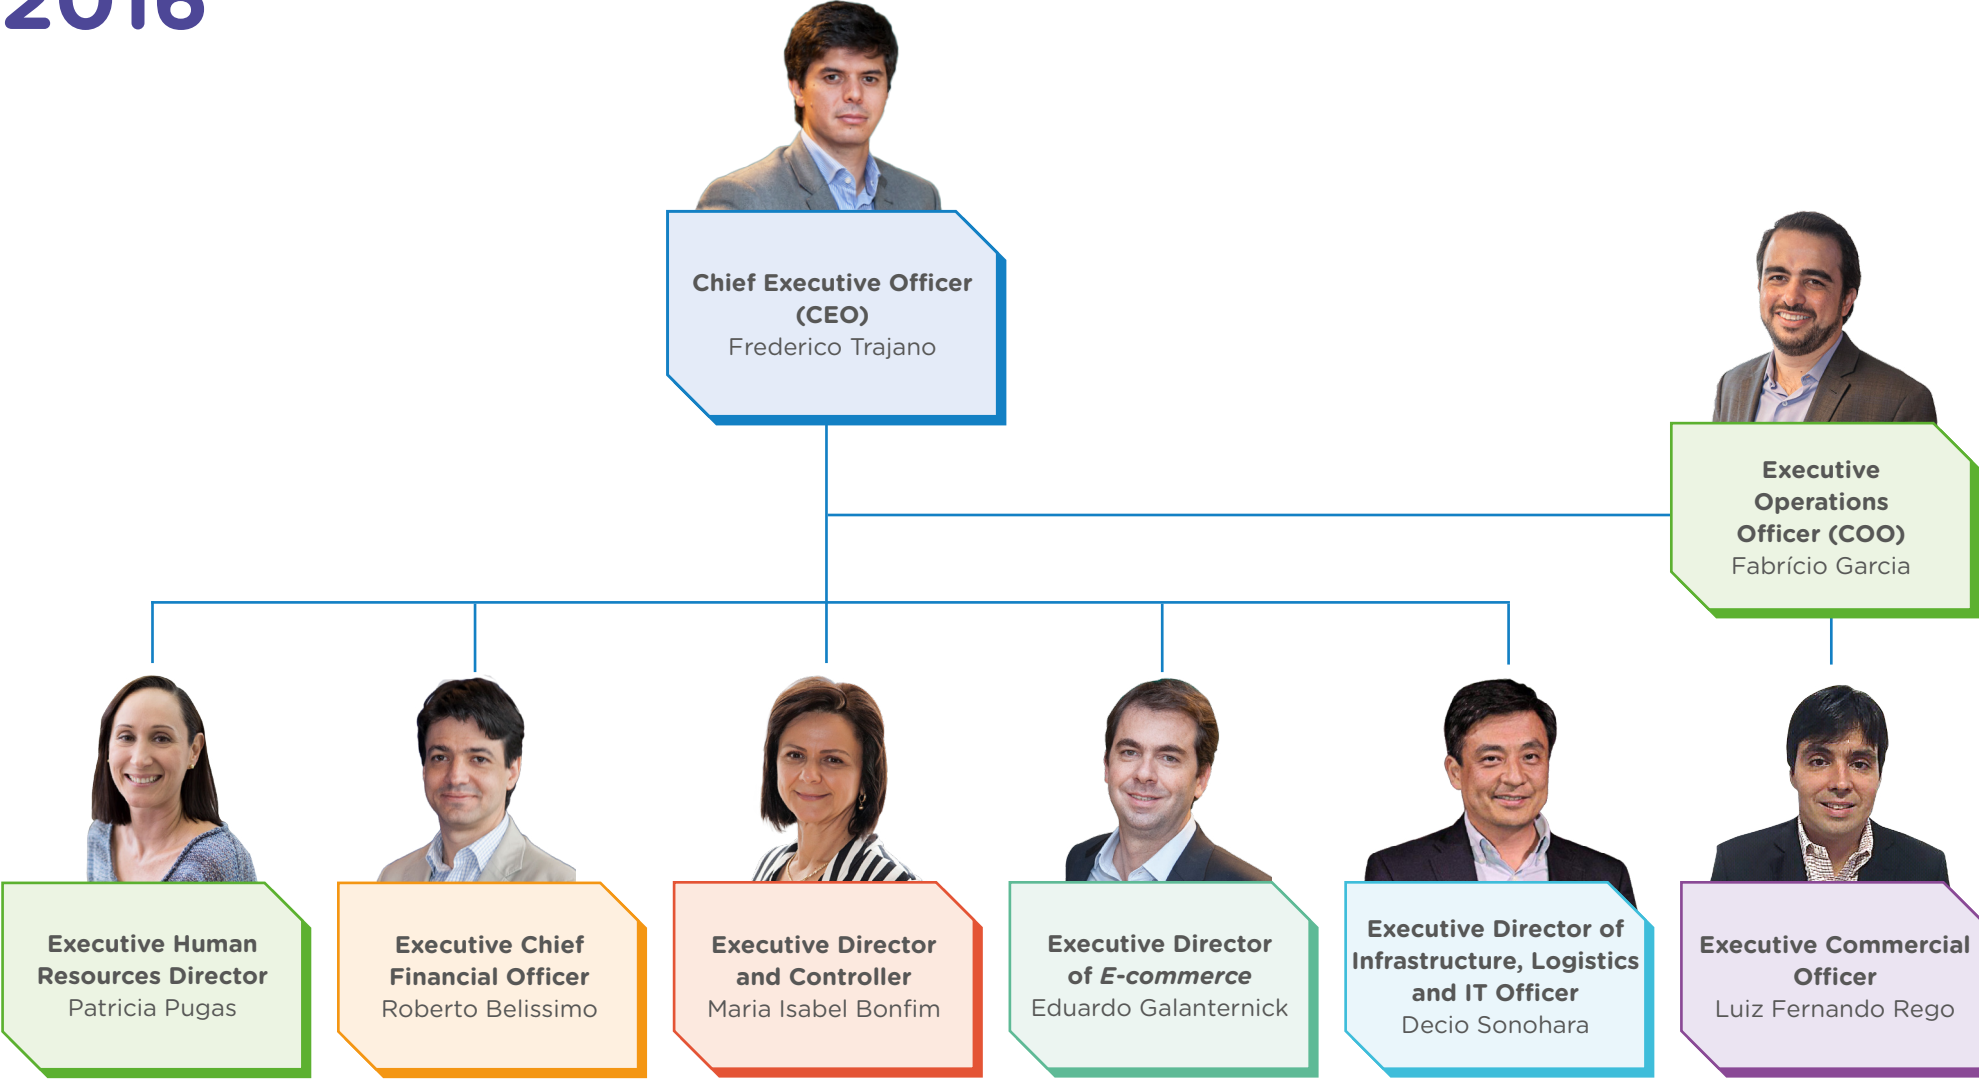 2016
Chief Executive Officer
(CEO)
Frederico Trajano
Executive
Operations
Officer (COO)
Fabrício Garcia
Executive Human
Resources Director
Patricia Pugas
Executive Chief
Financial Officer
Roberto Belissimo
Executive Director
and Controller
Maria Isabel Bonfim
Executive Director
of E-commerce
Eduardo Galanternick
Executive Director of
Infrastructure, Logistics
and IT Officer
Decio Sonohara
Executive Commercial
Officer
Luiz Fernando Rego